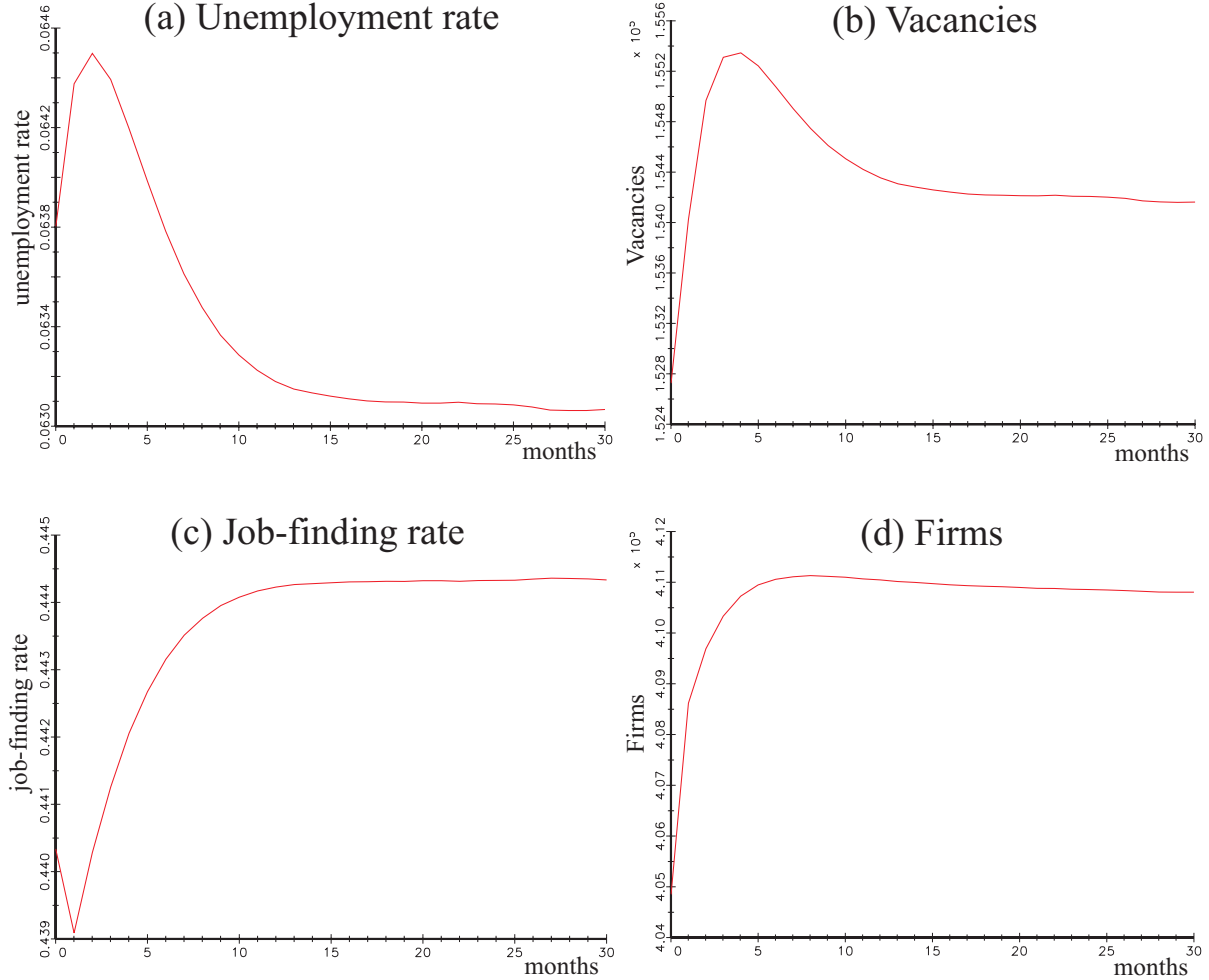 (a) Unemployment rate
unemployment rate
0.0646
0.0642
0.0638
0.0634
0.0630
0 5 10 15 20 25 30
months
(b) Vacancies
Vacancies
x 10⁵
1.556
1.552
1.548
1.544
1.540
1.536
1.532
1.528
1.524
0 5 10 15 20 25 30
months
(c) Job-finding rate
job-finding rate
0.445
0.444
0.443
0.442
0.441
0.440
0.439
0 5 10 15 20 25 30
months
(d) Firms
Firms
x 10⁵
4.12
4.11
4.10
4.09
4.08
4.07
4.06
4.05
4.04
0 5 10 15 20 25 30
months